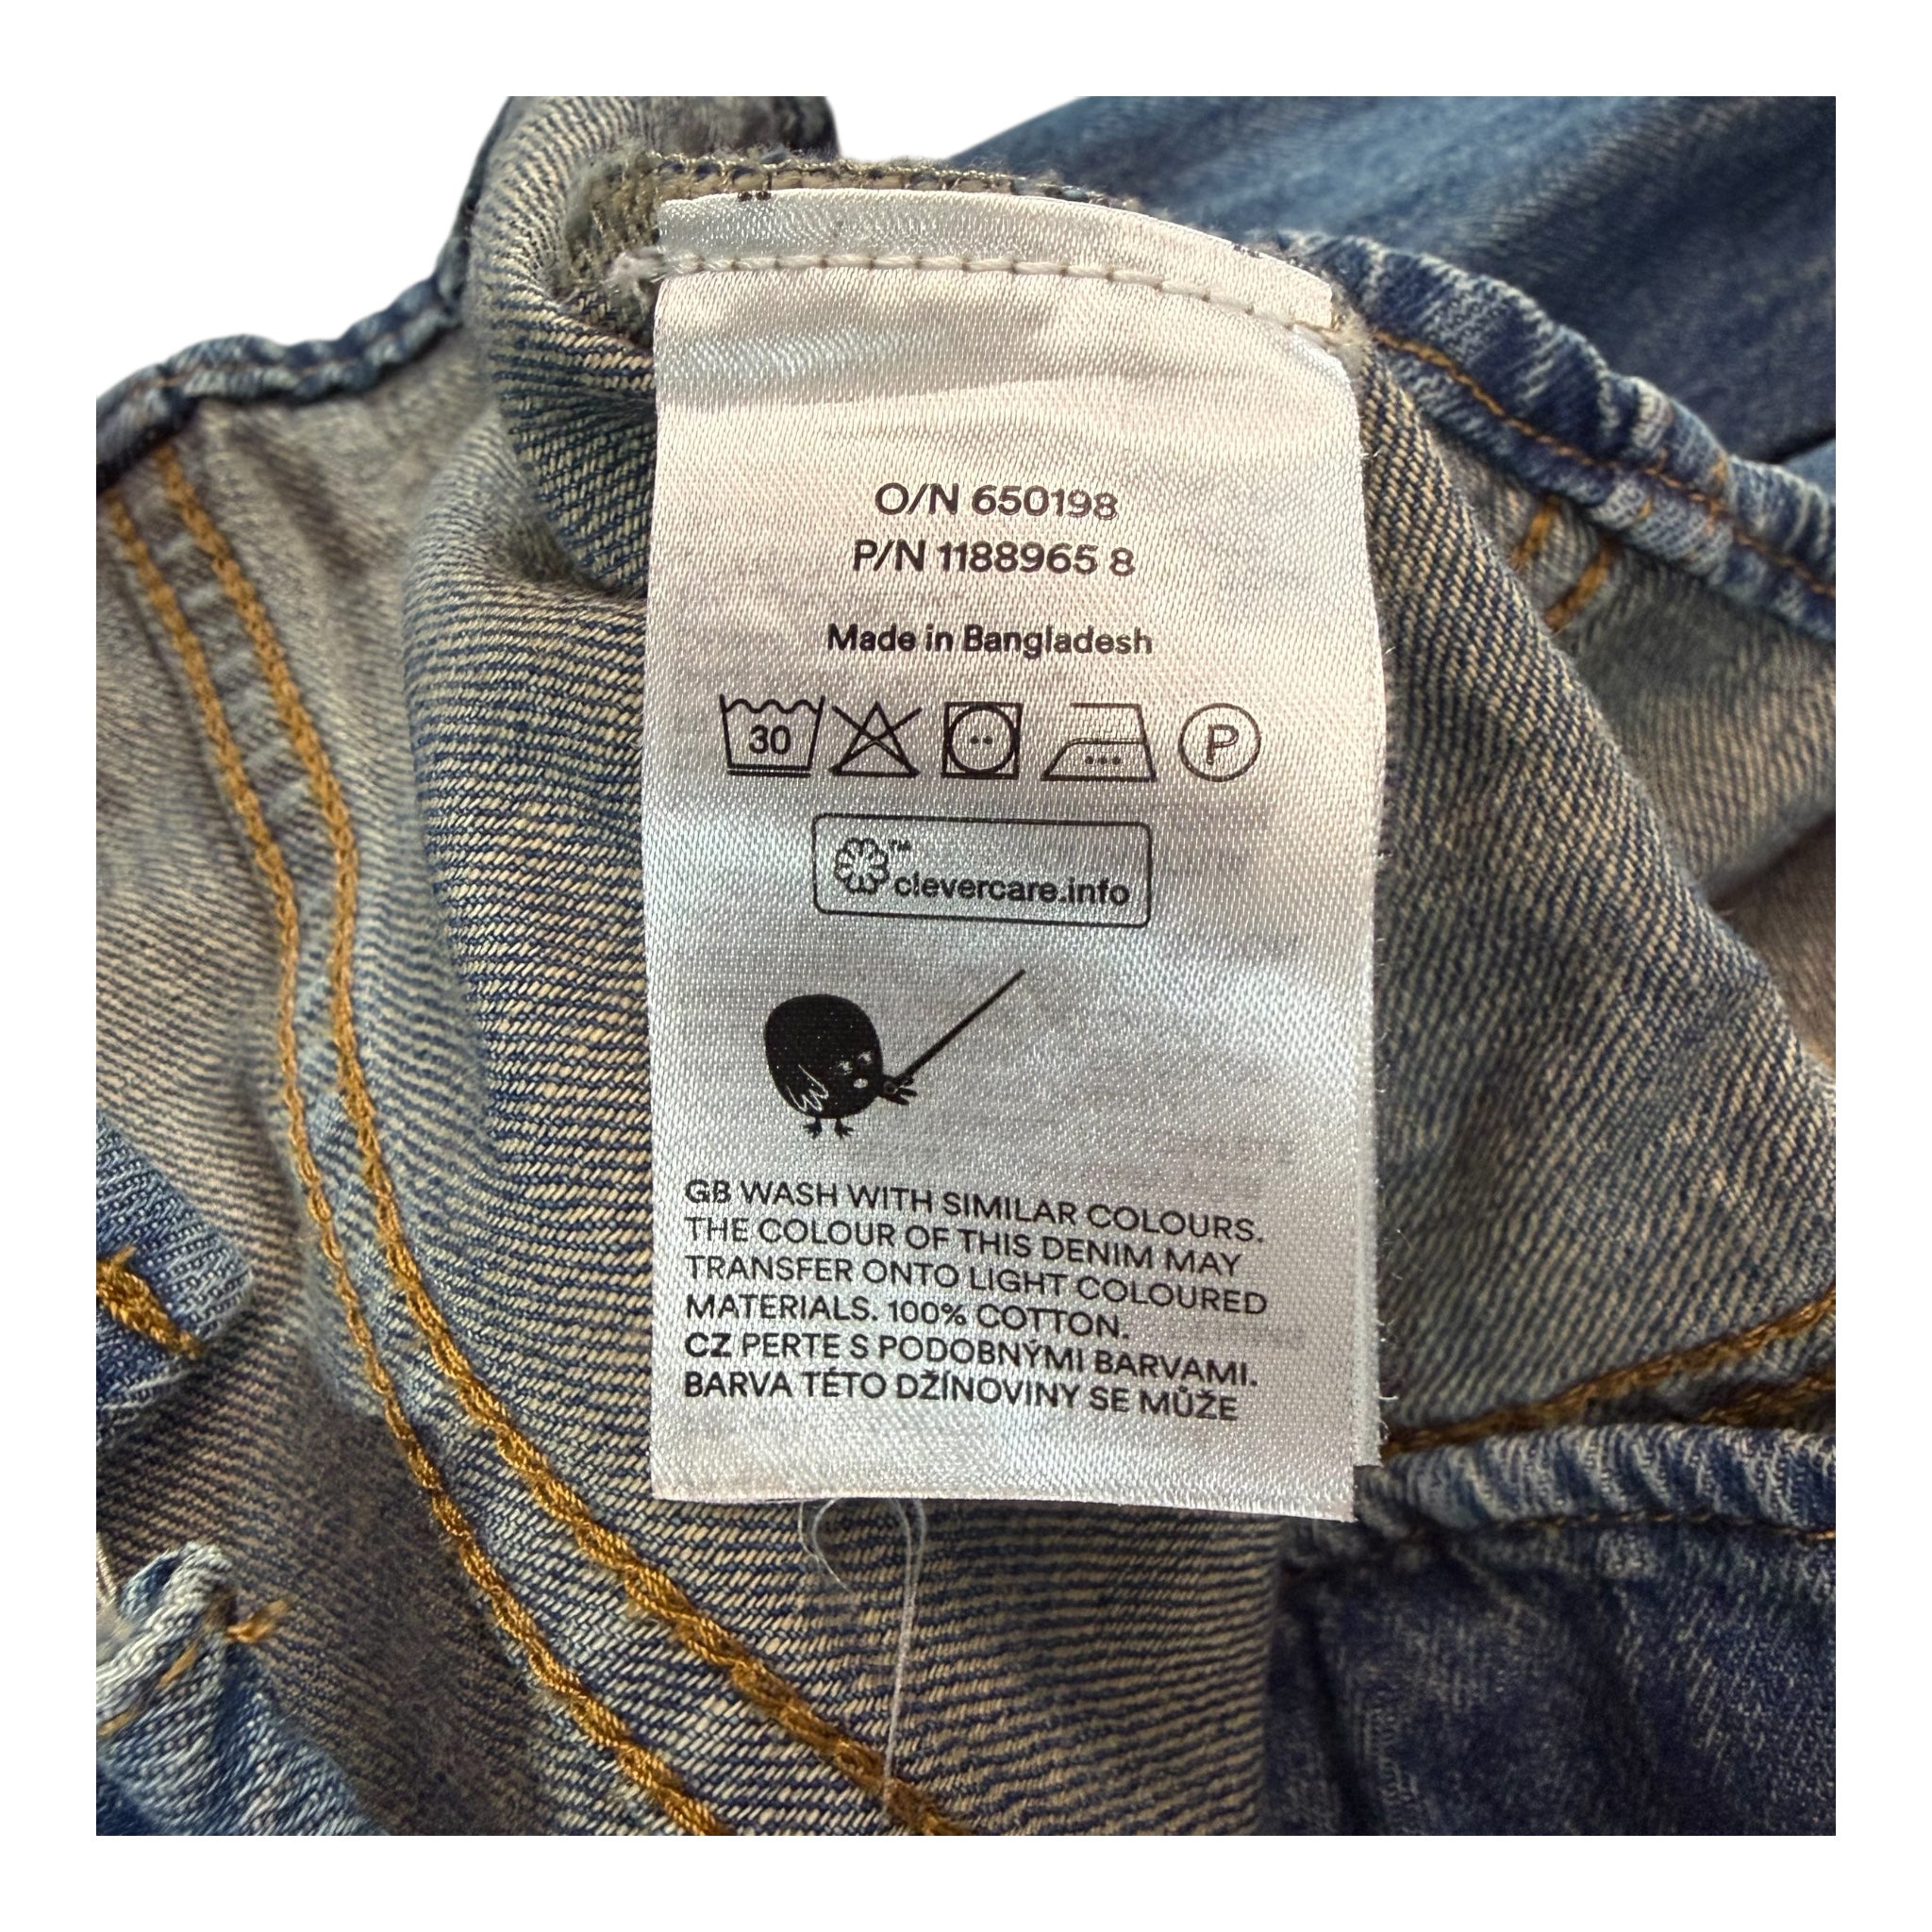 O/N 650198
P/N 1188965 8
Made in Bangladesh
30 P
™
clevercare.info
GB WASH WITH SIMILAR COLOURS.
THE COLOUR OF THIS DENIM MAY
TRANSFER ONTO LIGHT COLOURED
MATERIALS. 100% COTTON.
CZ PERTE S PODOBNÝMI BARVAMI.
BARVA TÉTO DŽÍNOVINY SE MŮŽE